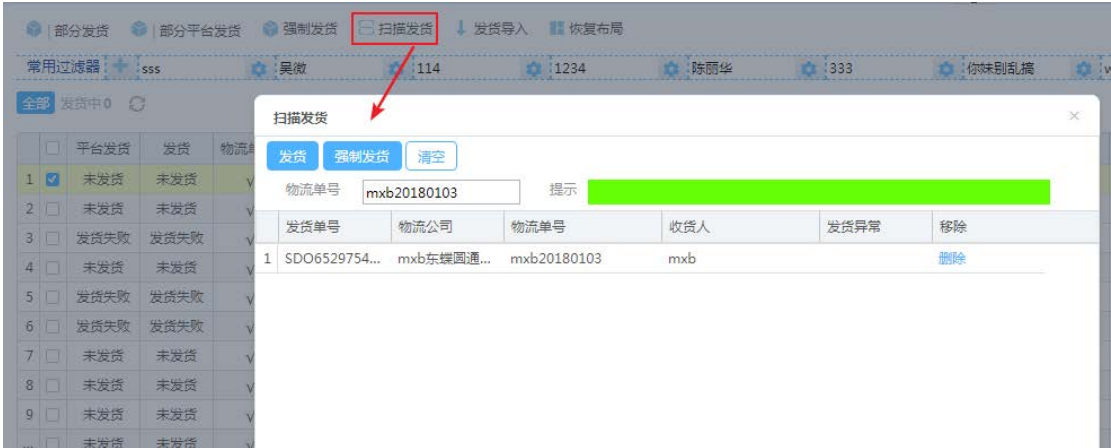 部分发货 部分平台发货 强制发货 扫描发货 发货导入 恢复布局
常用过滤器 sss 吴微 114 1234 陈丽华 333 你妹别乱搞
全部 发货中0
扫描发货
平台发货 发货
发货 强制发货 清空
物流单号 mxb20180103 提示
发货单号 物流公司 物流单号 收货人 发货异常 移除
1 SDO6529754... mxb东蝶圆通... mxb20180103 mxb 删除
1 未发货 未发货
2 未发货 未发货
3 发货失败 发货失败
4 未发货 未发货
5 发货失败 发货失败
6 发货失败 发货失败
7 未发货 未发货
8 未发货 未发货
9 未发货 未发货
... 未发货 未发货